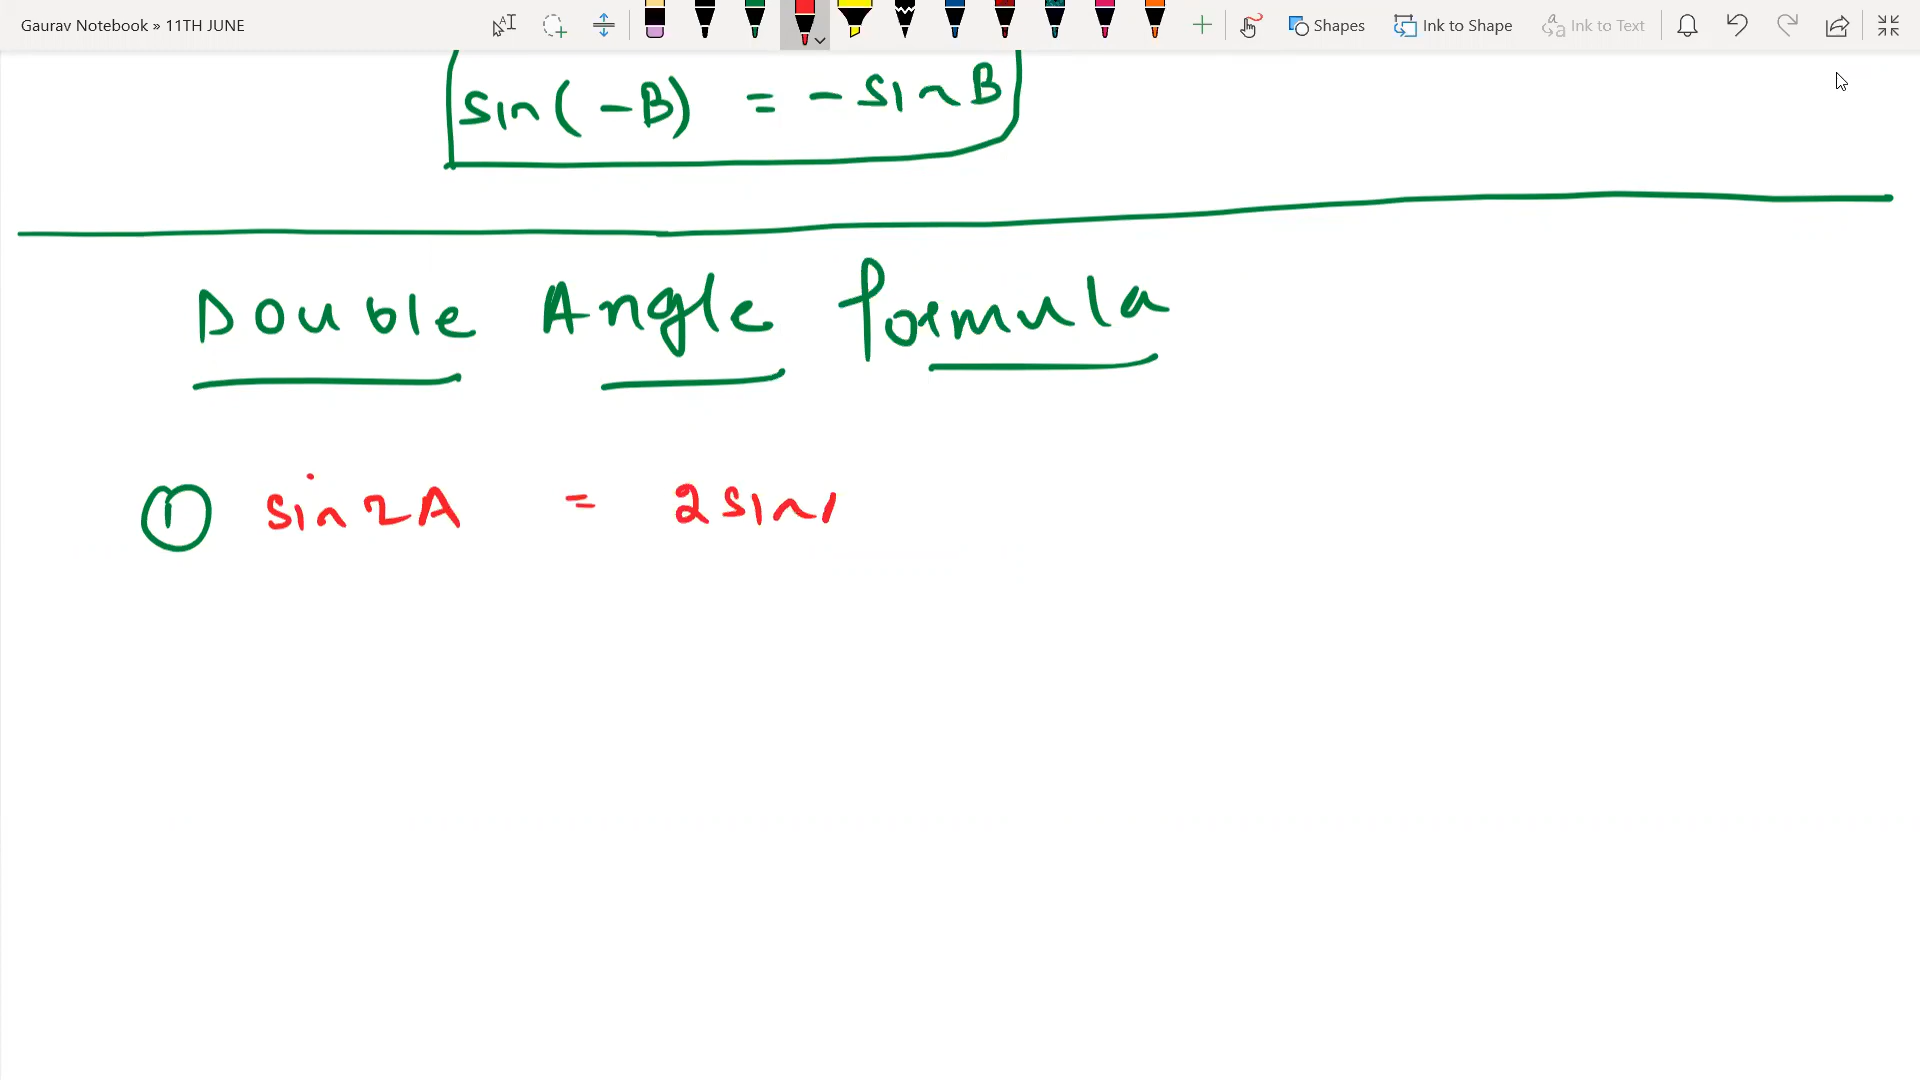 Gaurav Notebook » 11TH JUNE
Shapes
Ink to Shape
Ink to Text
sin(-B) = -sinB
Double Angle formula
① sin2A = 2sin